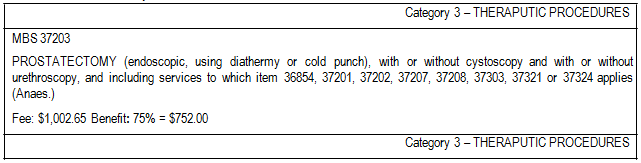 Category 3 – THERAPUTIC PROCEDURES
MBS 37203
PROSTATECTOMY (endoscopic, using diathermy or cold punch), with or without cystoscopy and with or without
urethroscopy, and including services to which item 36854, 37201, 37202, 37207, 37208, 37303, 37321 or 37324 applies
(Anaes.)
Fee: $1,002.65 Benefit: 75% = $752.00
Category 3 – THERAPUTIC PROCEDURES